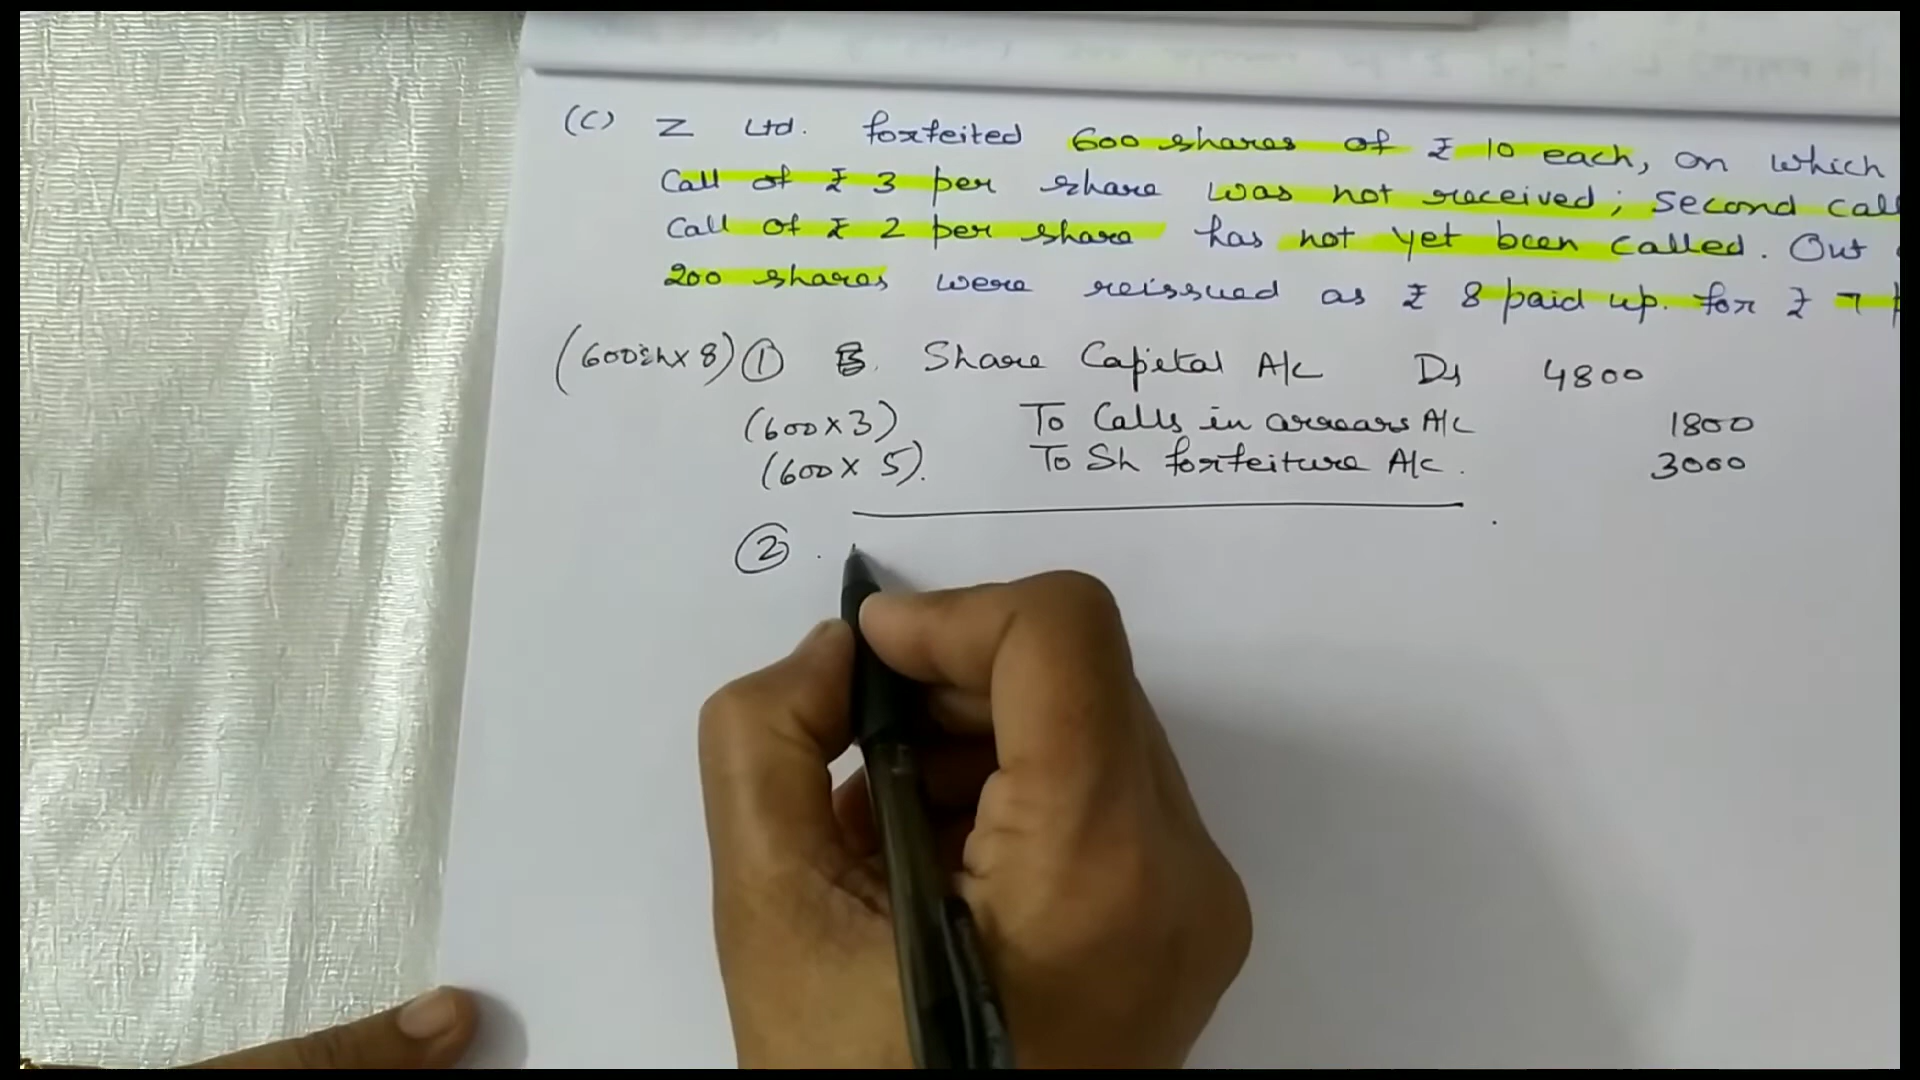 (C) Z Ltd. forfeited 600 shares of ₹ 10 each, on which
Call of ₹ 3 per share was not received; Second cal
Call of ₹ 2 per share has not yet been called. Out
200 shares were reissued as ₹ 8 paid up. for ₹ 7
(600sh x 8) ① Share Capital A/c Dr 4800
(600 x 3) To Calls in arrears A/c 1800
(600 x 5). To Sh forfeiture A/c. 3000
②.